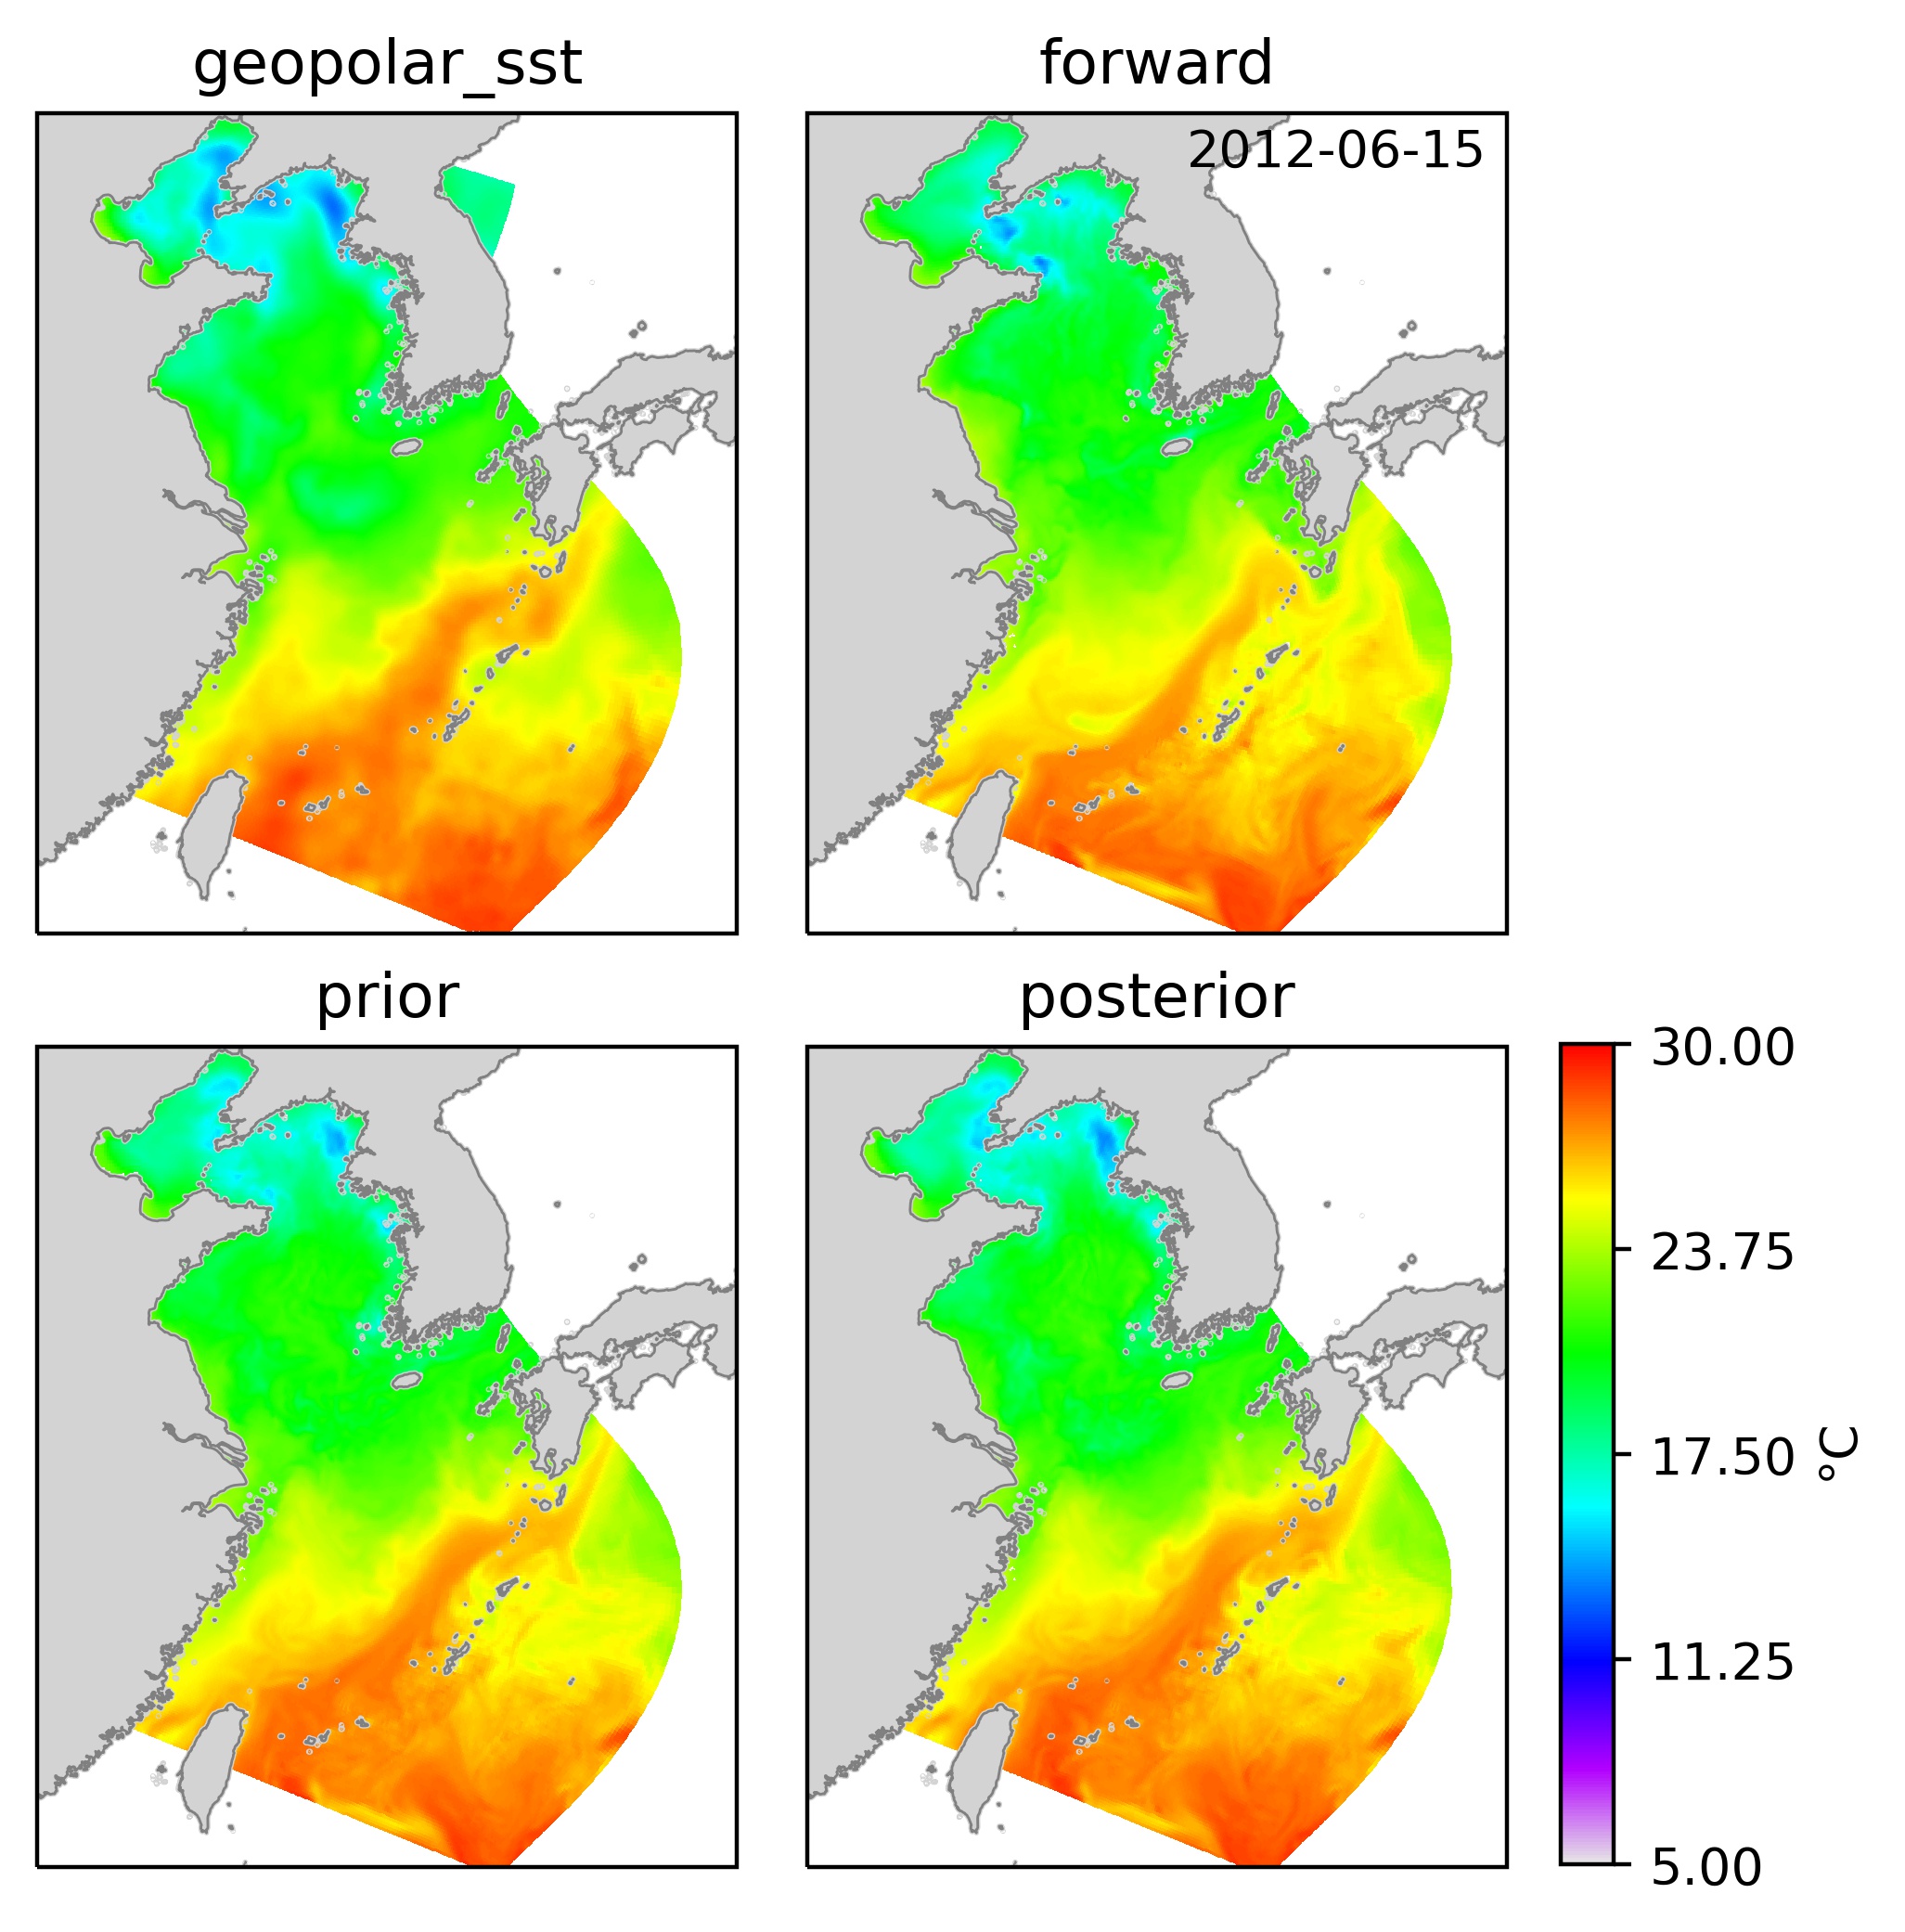 geopolar_sst
forward
2012-06-15
prior
posterior
30.00
23.75
17.50
11.25
5.00
°C